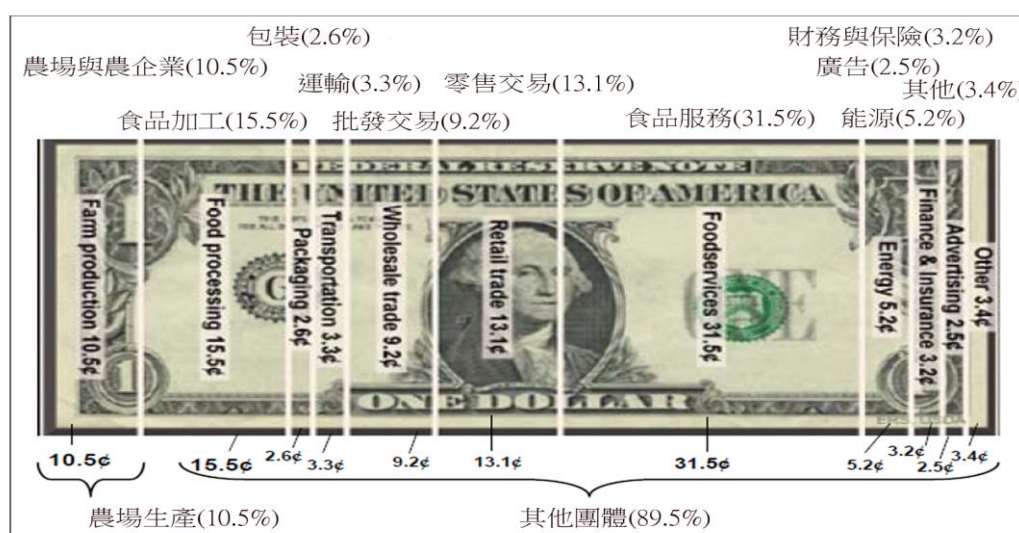 包裝(2.6%)
財務與保險(3.2%)
農場與農企業(10.5%)
廣告(2.5%)
運輸(3.3%)
零售交易(13.1%)
其他(3.4%)
食品加工(15.5%)
批發交易(9.2%)
食品服務(31.5%)
能源(5.2%)
FEDERAL RESERVE NOTE
THE UNITED STATES OF AMERICA
Farm production 10.5¢
Food processing 15.5¢
Packaging 2.6¢
Transportation 3.3¢
Wholesale trade 9.2¢
Retail trade 13.1¢
Foodservices 31.5¢
Energy 5.2¢
Finance & Insurance 3.2¢
Advertising 2.5¢
Other 3.4¢
ONE DOLLAR
ERS, USDA
10.5¢
15.5¢
2.6¢
3.3¢
9.2¢
13.1¢
31.5¢
5.2¢
3.2¢
2.5¢
3.4¢
農場生產(10.5%)
其他團體(89.5%)